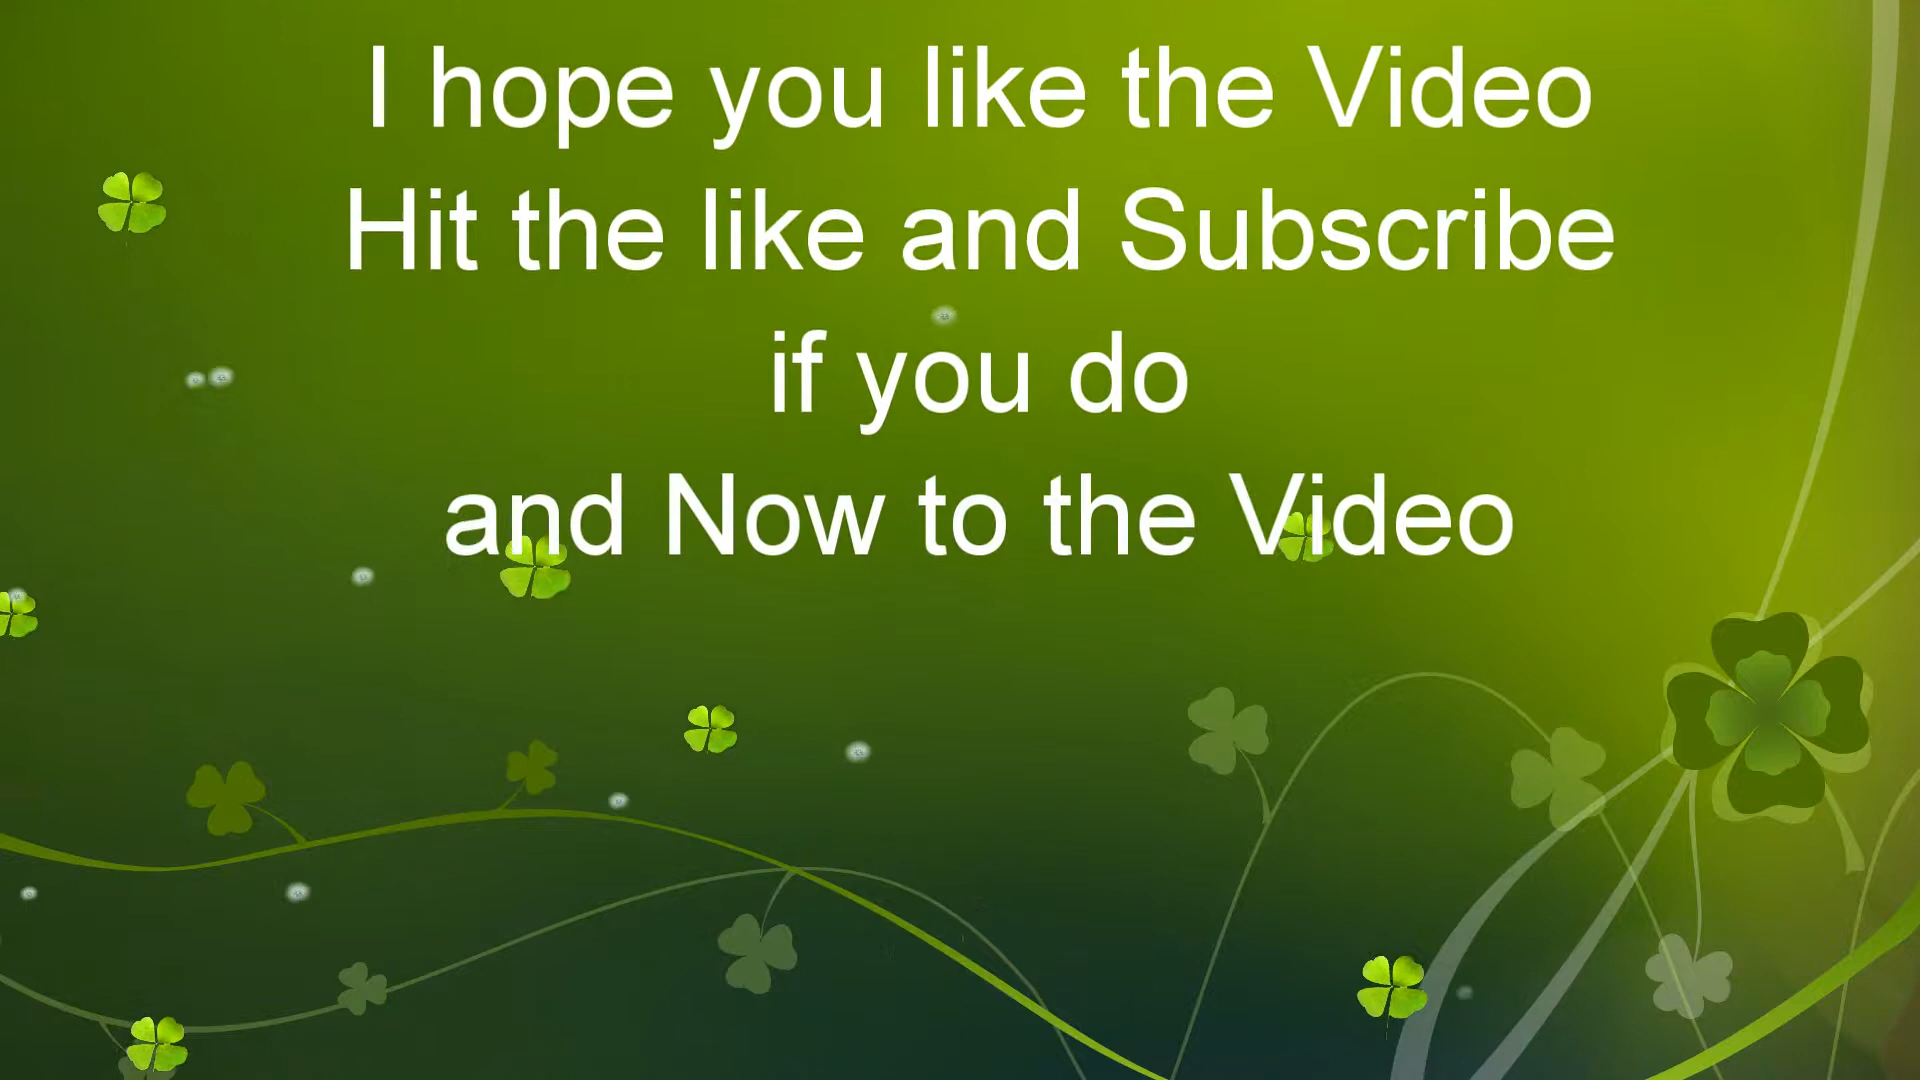 I hope you like the Video
Hit the like and Subscribe
if you do
and Now to the Video